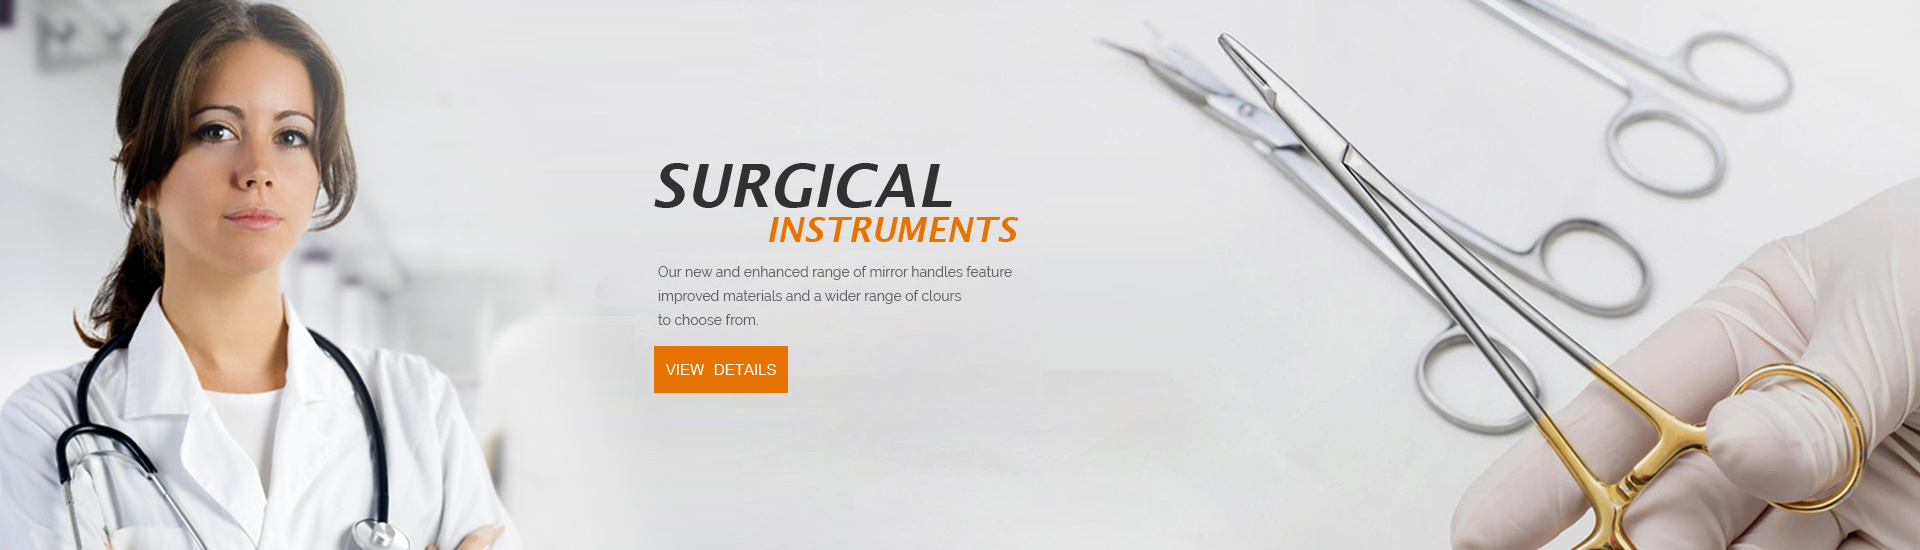 SURGICAL
INSTRUMENTS
Our new and enhanced range of mirror handles feature
improved materials and a wider range of clours
to choose from.
VIEW DETAILS